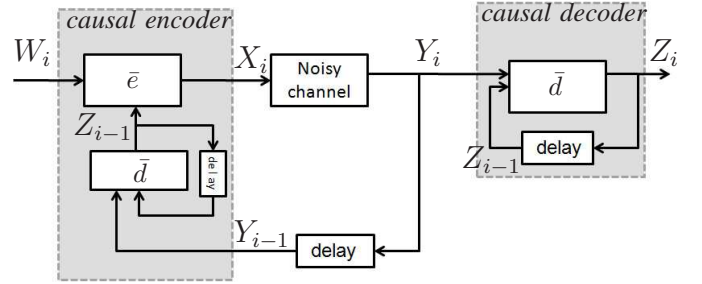 causal encoder
causal decoder
W_i
ē
X_i
Noisy
channel
Y_i
d̄
Z_i
Z_{i−1}
d̄
delay
Z_{i−1}
delay
Y_{i−1}
delay